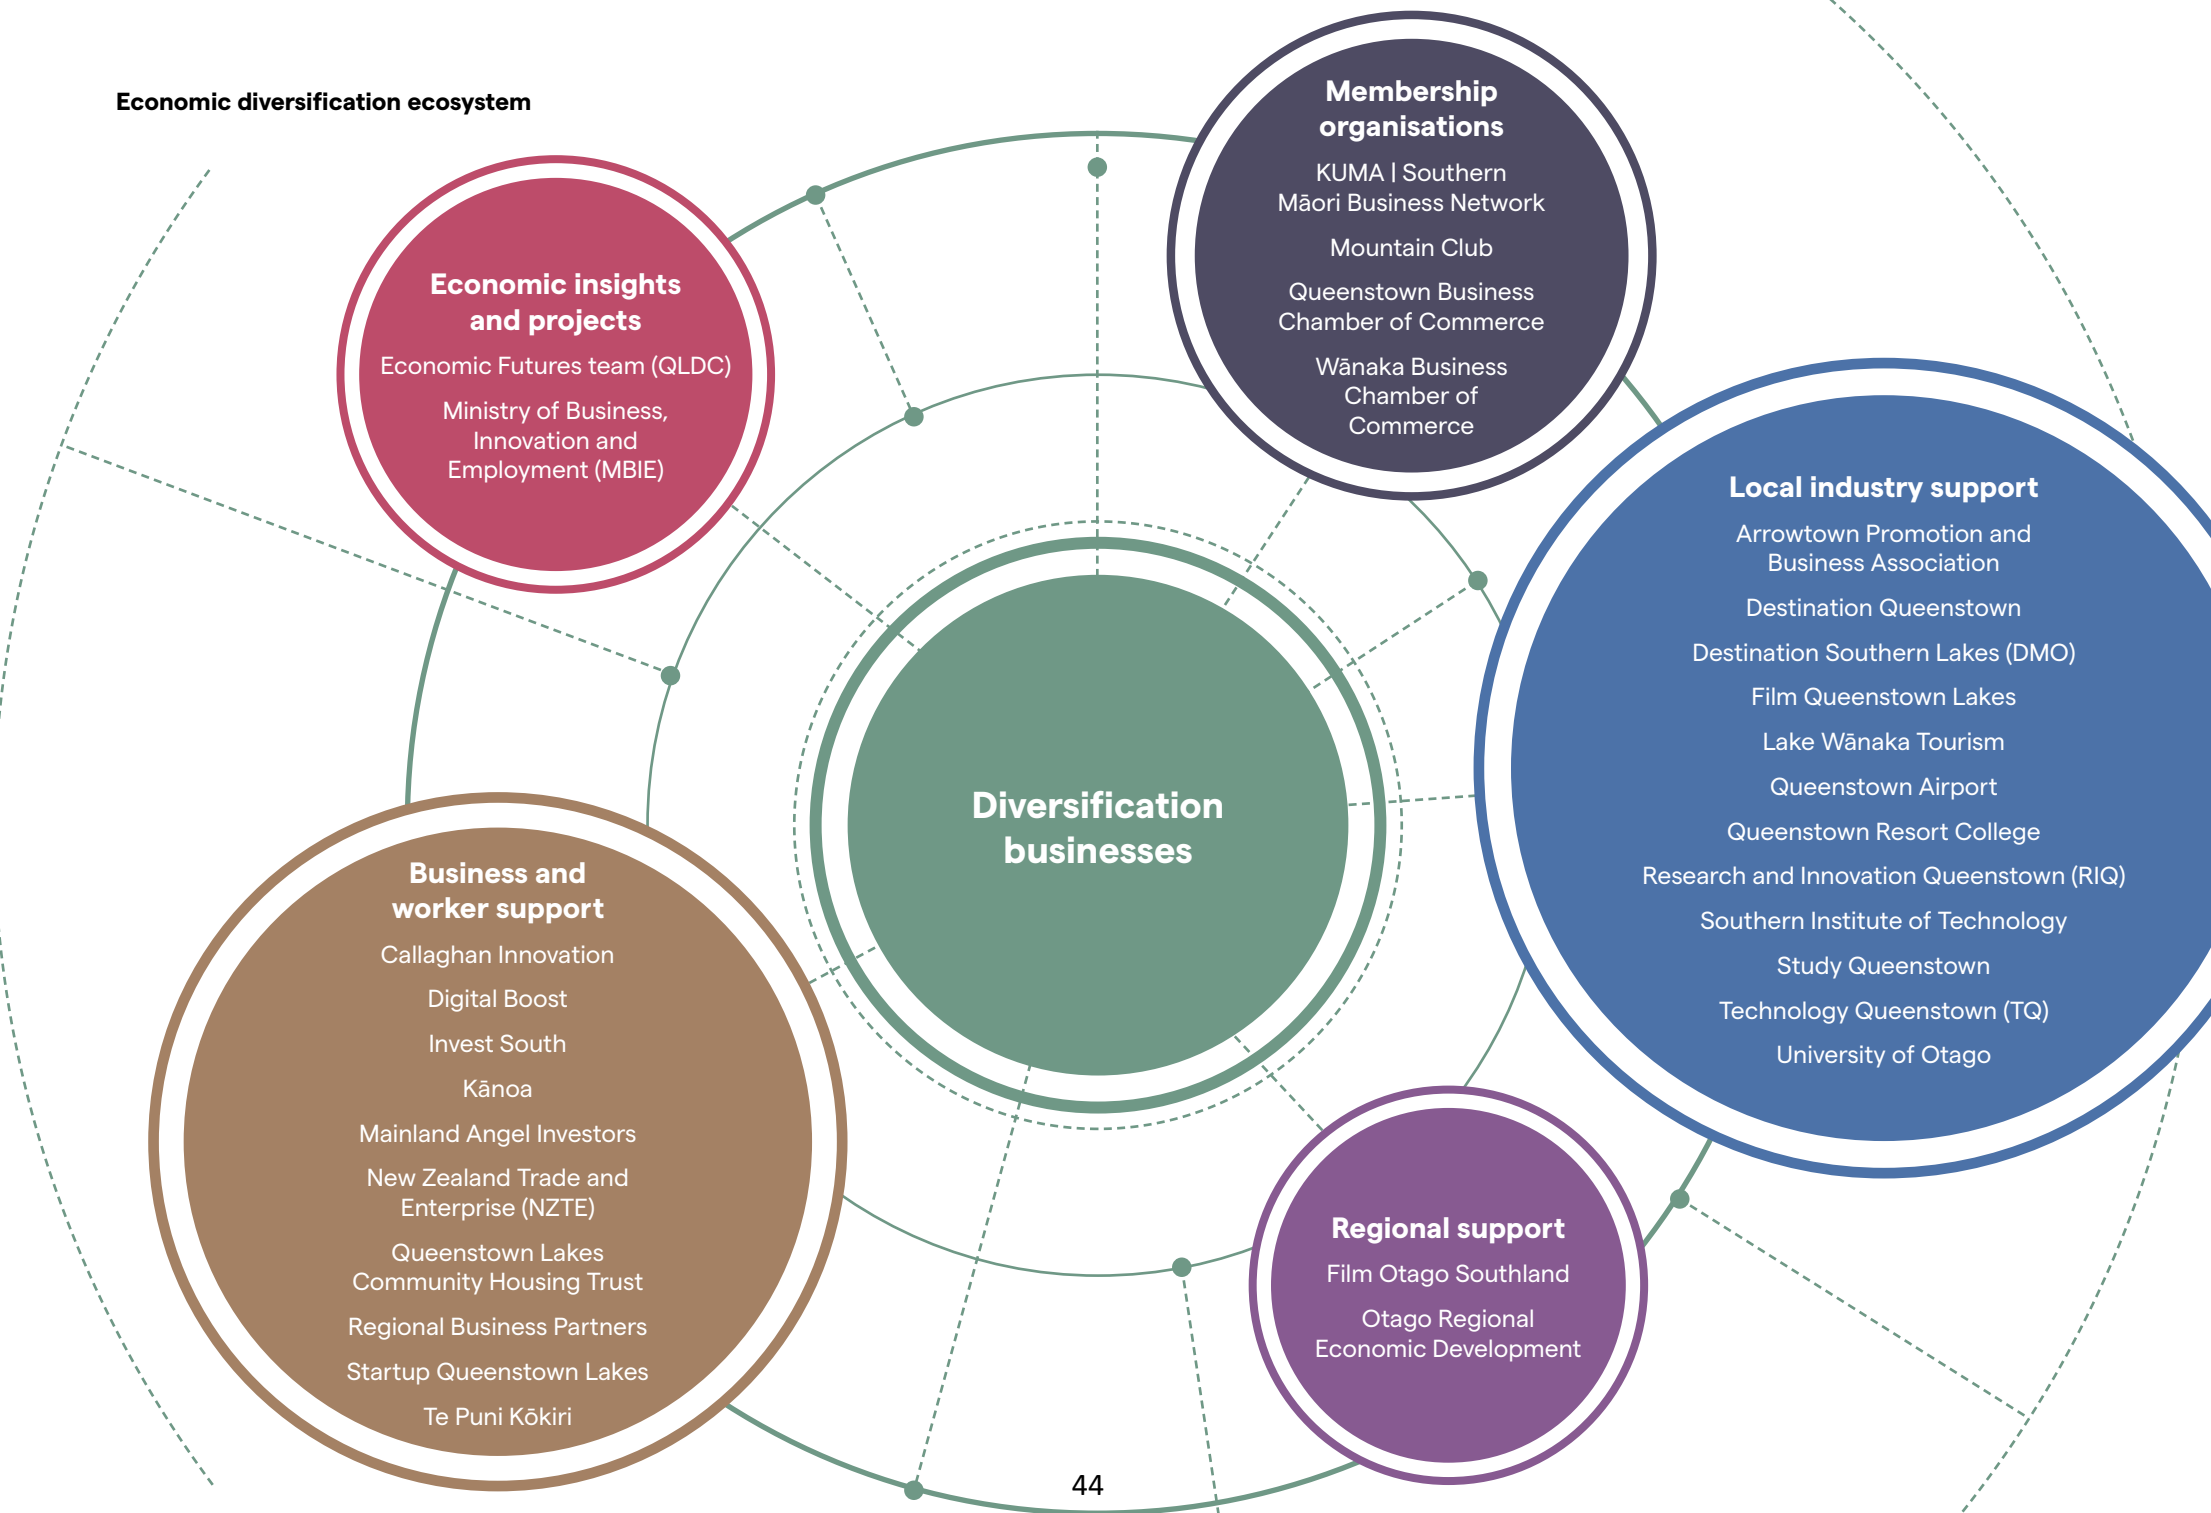 Economic diversification ecosystem
Membership
organisations
KUMA | Southern
Māori Business Network
Mountain Club
Queenstown Business
Chamber of Commerce
Wānaka Business
Chamber of
Commerce
Economic insights
and projects
Economic Futures team (QLDC)
Ministry of Business,
Innovation and
Employment (MBIE)
Local industry support
Arrowtown Promotion and
Business Association
Destination Queenstown
Destination Southern Lakes (DMO)
Film Queenstown Lakes
Lake Wānaka Tourism
Queenstown Airport
Queenstown Resort College
Research and Innovation Queenstown (RIQ)
Southern Institute of Technology
Study Queenstown
Technology Queenstown (TQ)
University of Otago
Diversification
businesses
Business and
worker support
Callaghan Innovation
Digital Boost
Invest South
Kānoa
Mainland Angel Investors
New Zealand Trade and
Enterprise (NZTE)
Queenstown Lakes
Community Housing Trust
Regional Business Partners
Startup Queenstown Lakes
Te Puni Kōkiri
Regional support
Film Otago Southland
Otago Regional
Economic Development
44